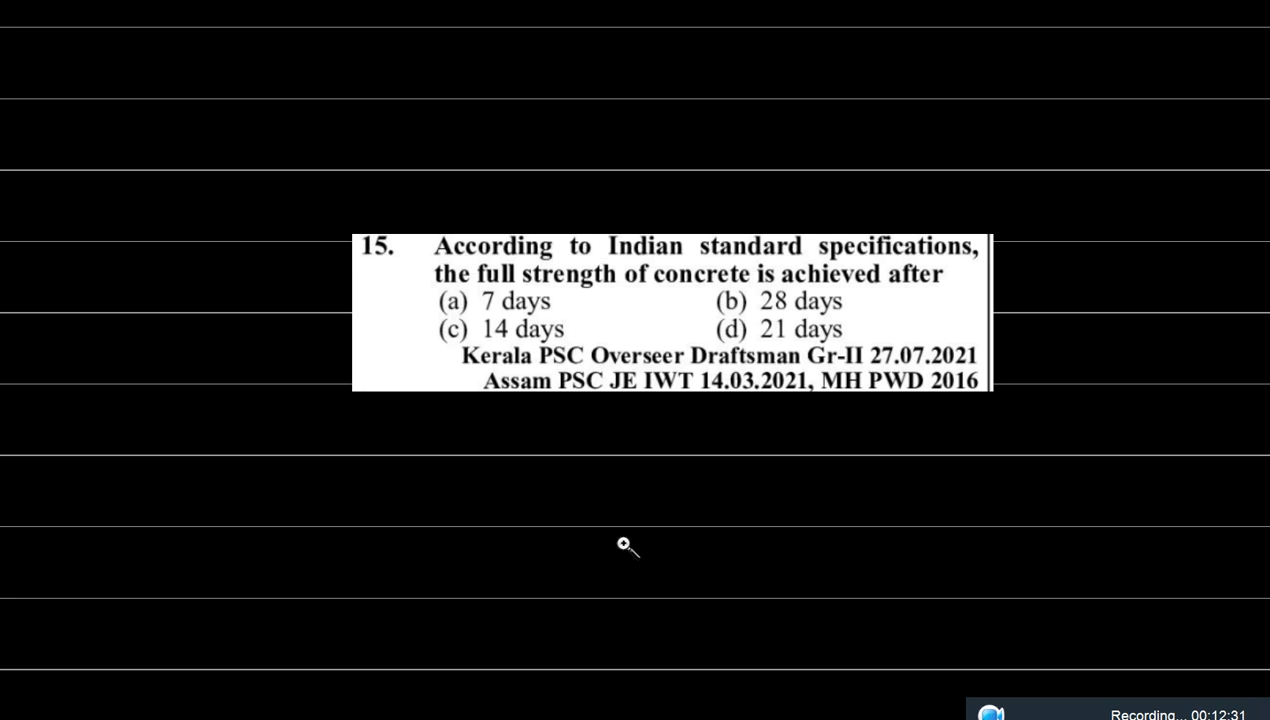 15. According to Indian standard specifications,
the full strength of concrete is achieved after
(a) 7 days (b) 28 days
(c) 14 days (d) 21 days
Kerala PSC Overseer Draftsman Gr-II 27.07.2021
Assam PSC JE IWT 14.03.2021, MH PWD 2016
Recording... 00:12:31